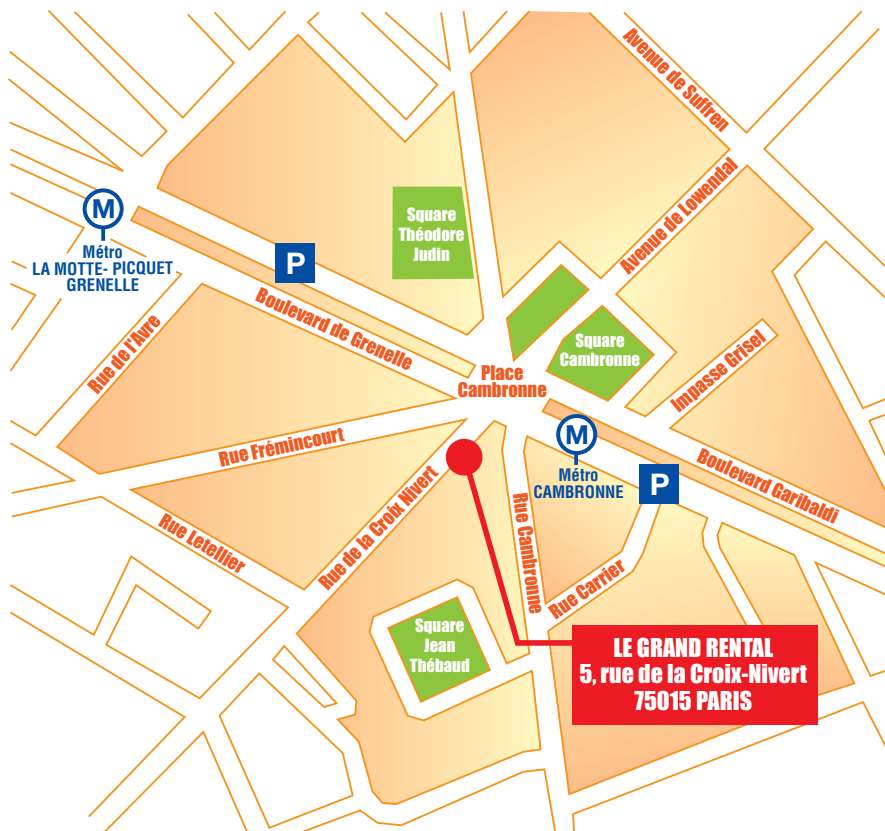 Avenue de Suffren
Avenue de Lowendal
M
Métro
LA MOTTE- PICQUET
GRENELLE
P
Square
Théodore
Judin
Boulevard de Grenelle
Rue de l'Avre
Square
Cambronne
Place
Cambronne
Impasse Grisel
Rue Frémincourt
M
Métro
CAMBRONNE
P
Boulevard Garibaldi
Rue de la Croix Nivert
Rue Letellier
Rue Cambronne
Rue Carrier
Square
Jean
Thébaud
LE GRAND RENTAL
5, rue de la Croix-Nivert
75015 PARIS